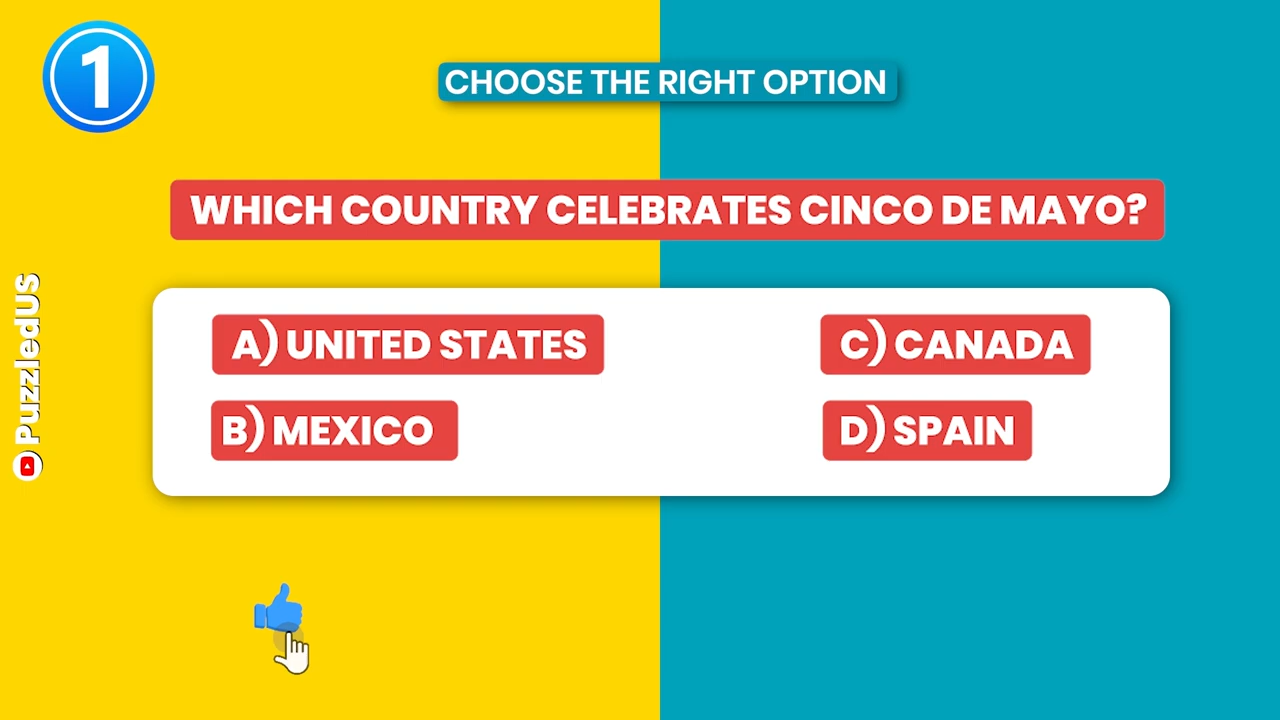 1
CHOOSE THE RIGHT OPTION
WHICH COUNTRY CELEBRATES CINCO DE MAYO?
A) UNITED STATES
B) MEXICO
C) CANADA
D) SPAIN
PuzzledUS